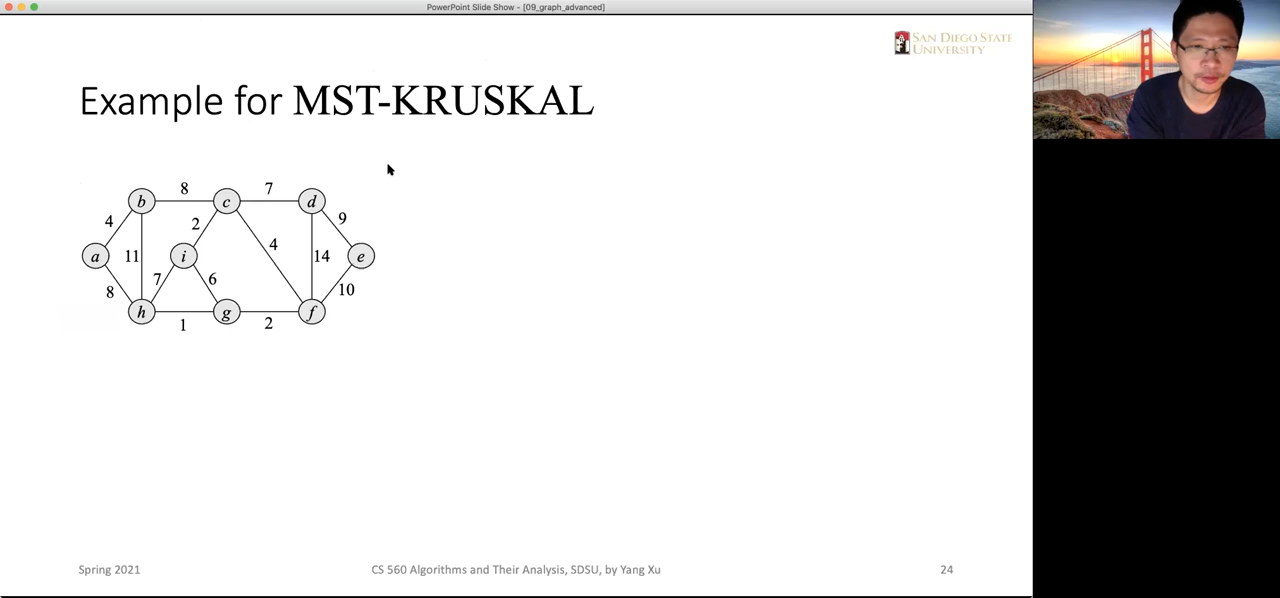 PowerPoint Slide Show - [09_graph_advanced]
SAN DIEGO STATE
UNIVERSITY
Example for MST-KRUSKAL
8 7
b c d
4 2 9
4
a 11 i 14 e
7 6
8 10
h g f
1 2
Spring 2021 CS 560 Algorithms and Their Analysis, SDSU, by Yang Xu 24